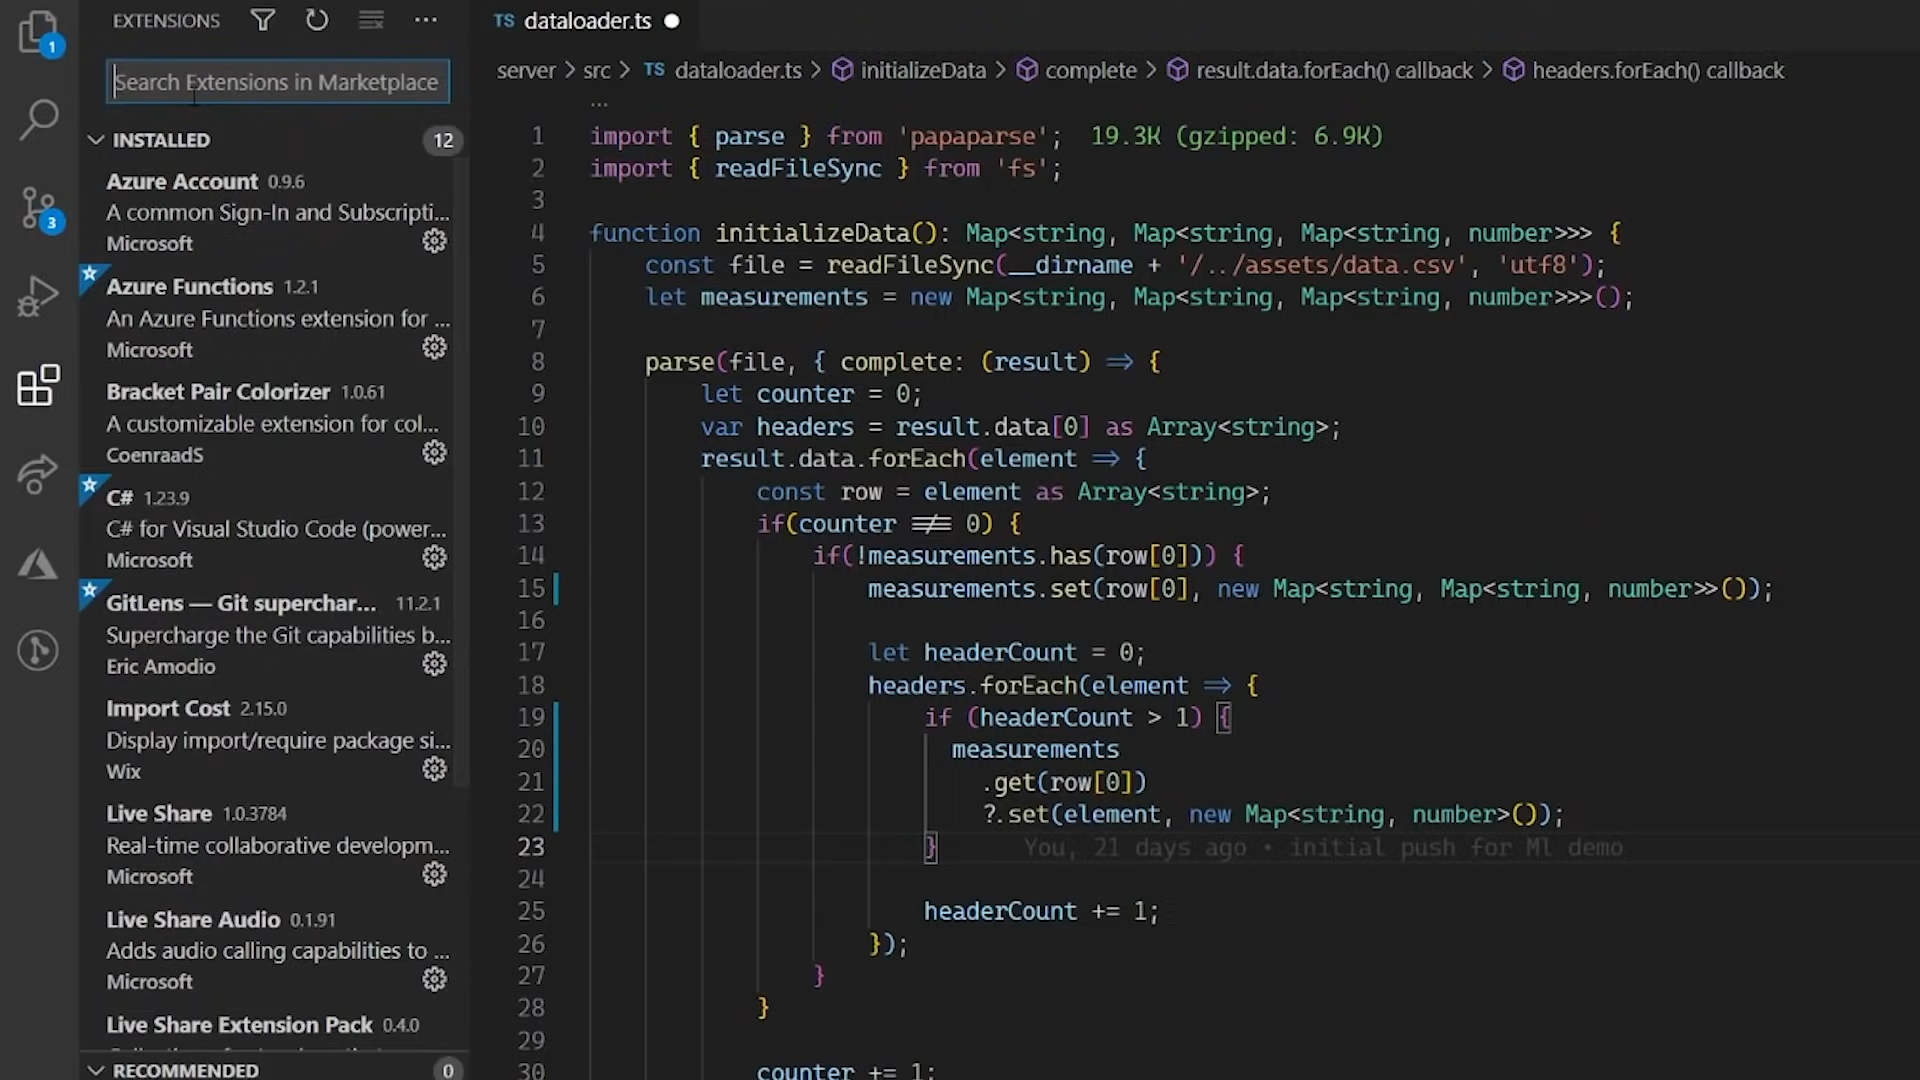 EXTENSIONS
Search Extensions in Marketplace
INSTALLED 12
Azure Account 0.9.6
A common Sign-In and Subscripti...
Microsoft
Azure Functions 1.2.1
An Azure Functions extension for ...
Microsoft
Bracket Pair Colorizer 1.0.61
A customizable extension for col...
CoenraadS
C# 1.23.9
C# for Visual Studio Code (power...
Microsoft
GitLens — Git superchar... 11.2.1
Supercharge the Git capabilities b...
Eric Amodio
Import Cost 2.15.0
Display import/require package si...
Wix
Live Share 1.0.3784
Real-time collaborative developm...
Microsoft
Live Share Audio 0.1.91
Adds audio calling capabilities to ...
Microsoft
Live Share Extension Pack 0.4.0
RECOMMENDED 0
1
3
TS dataloader.ts
server > src > TS dataloader.ts > initializeData > complete > result.data.forEach() callback > headers.forEach() callback
...
1 import { parse } from 'papaparse'; 19.3K (gzipped: 6.9K)
2 import { readFileSync } from 'fs';
3
4 function initializeData(): Map<string, Map<string, Map<string, number>>> {
5 const file = readFileSync(__dirname + '/../assets/data.csv', 'utf8');
6 let measurements = new Map<string, Map<string, Map<string, number>>>();
7
8 parse(file, { complete: (result) => {
9 let counter = 0;
10 var headers = result.data[0] as Array<string>;
11 result.data.forEach(element => {
12 const row = element as Array<string>;
13 if(counter !== 0) {
14 if(!measurements.has(row[0])) {
15 measurements.set(row[0], new Map<string, Map<string, number>>());
16
17 let headerCount = 0;
18 headers.forEach(element => {
19 if (headerCount > 1) {
20 measurements
21 .get(row[0])
22 ?.set(element, new Map<string, number>());
23 } You, 21 days ago • initial push for Ml demo
24
25 headerCount += 1;
26 });
27 }
28 }
29
30 counter += 1;